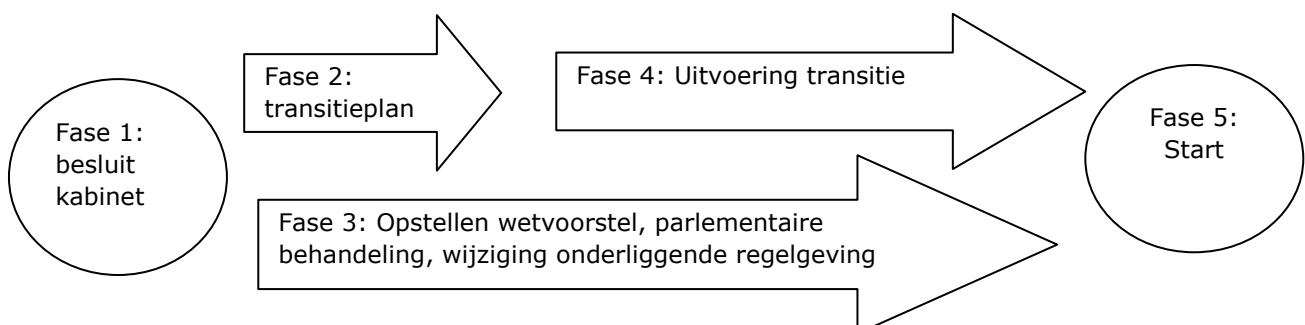 Fase 1:
besluit
kabinet
Fase 2:
transitieplan
Fase 4: Uitvoering transitie
Fase 3: Opstellen wetvoorstel, parlementaire
behandeling, wijziging onderliggende regelgeving
Fase 5:
Start